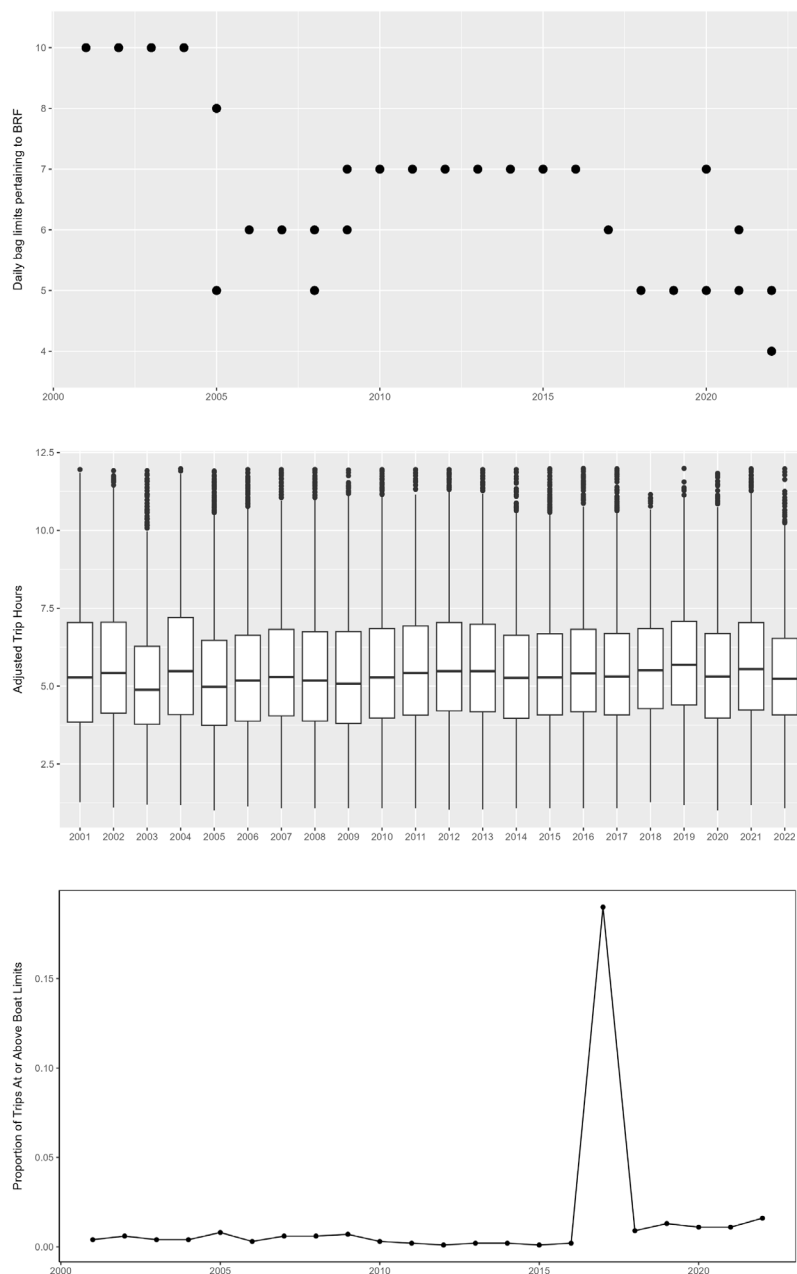 Daily bag limits pertaining to BRF
10
8
7
6
5
4
2000 2005 2010 2015 2020
Adjusted Trip Hours
12.5
10.0
7.5
5.0
2.5
2001 2002 2003 2004 2005 2006 2007 2008 2009 2010 2011 2012 2013 2014 2015 2016 2017 2018 2019 2020 2021 2022
Proportion of Trips At or Above Boat Limits
0.15
0.10
0.05
0.00
2000 2005 2010 2015 2020